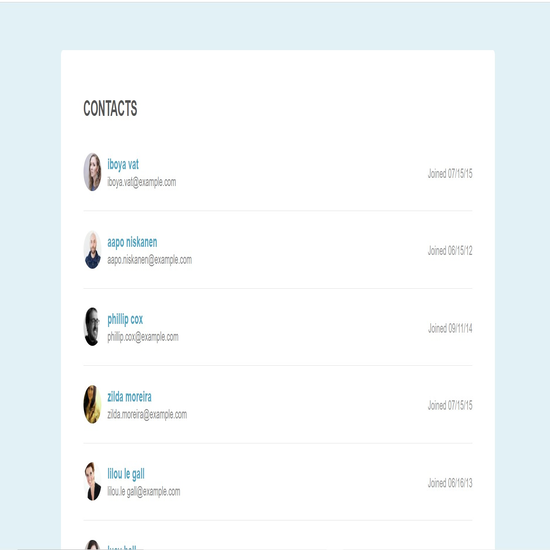 CONTACTS
iboya vat
iboya.vat@example.com
Joined 07/15/15
aapo niskanen
aapo.niskanen@example.com
Joined 06/15/12
phillip cox
phillip.cox@example.com
Joined 09/11/14
zilda moreira
zilda.moreira@example.com
Joined 07/15/15
lilou le gall
lilou.le gall@example.com
Joined 06/16/13